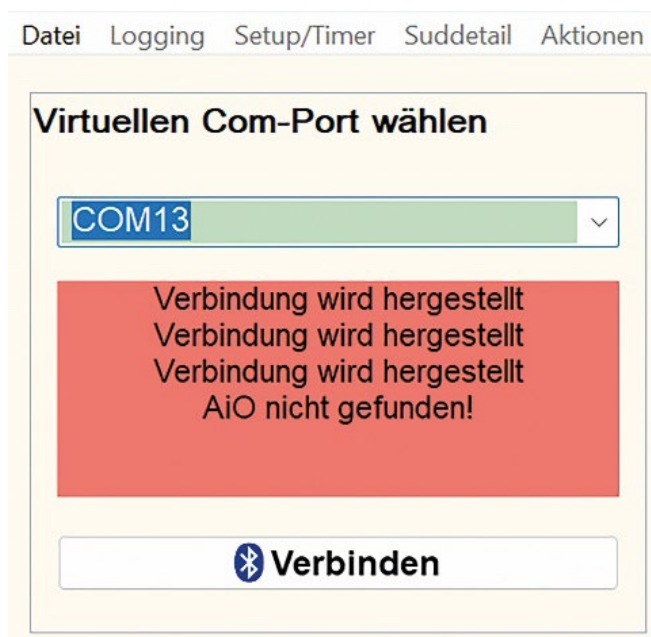 Datei Logging Setup/Timer Suddetail Aktionen
Virtuellen Com-Port wählen
COM13
Verbindung wird hergestellt
Verbindung wird hergestellt
Verbindung wird hergestellt
AiO nicht gefunden!
Verbinden